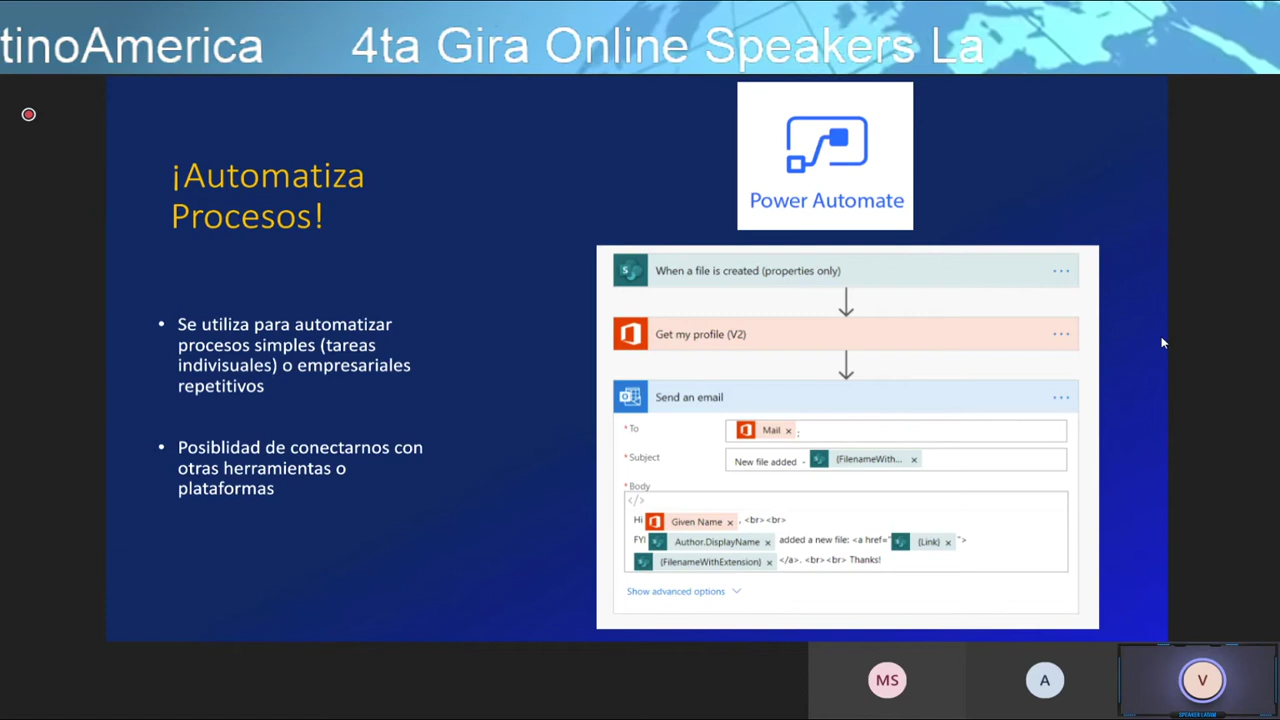 tinoAmerica 4ta Gira Online Speakers La
¡Automatiza
Procesos!
Se utiliza para automatizar
procesos simples (tareas
indivisuales) o empresariales
repetitivos
Posiblidad de conectarnos con
otras herramientas o
plataformas
Power Automate
When a file is created (properties only)
Get my profile (V2)
Send an email
* To Mail × ;
* Subject New file added - {FilenameWith... ×
* Body
</>
Hi Given Name × , <br><br>
FYI Author.DisplayName × added a new file: <a href=" {Link} × ">
{FilenameWithExtension} × </a>. <br><br> Thanks!
Show advanced options
MS A V
SPEAKER LATAM